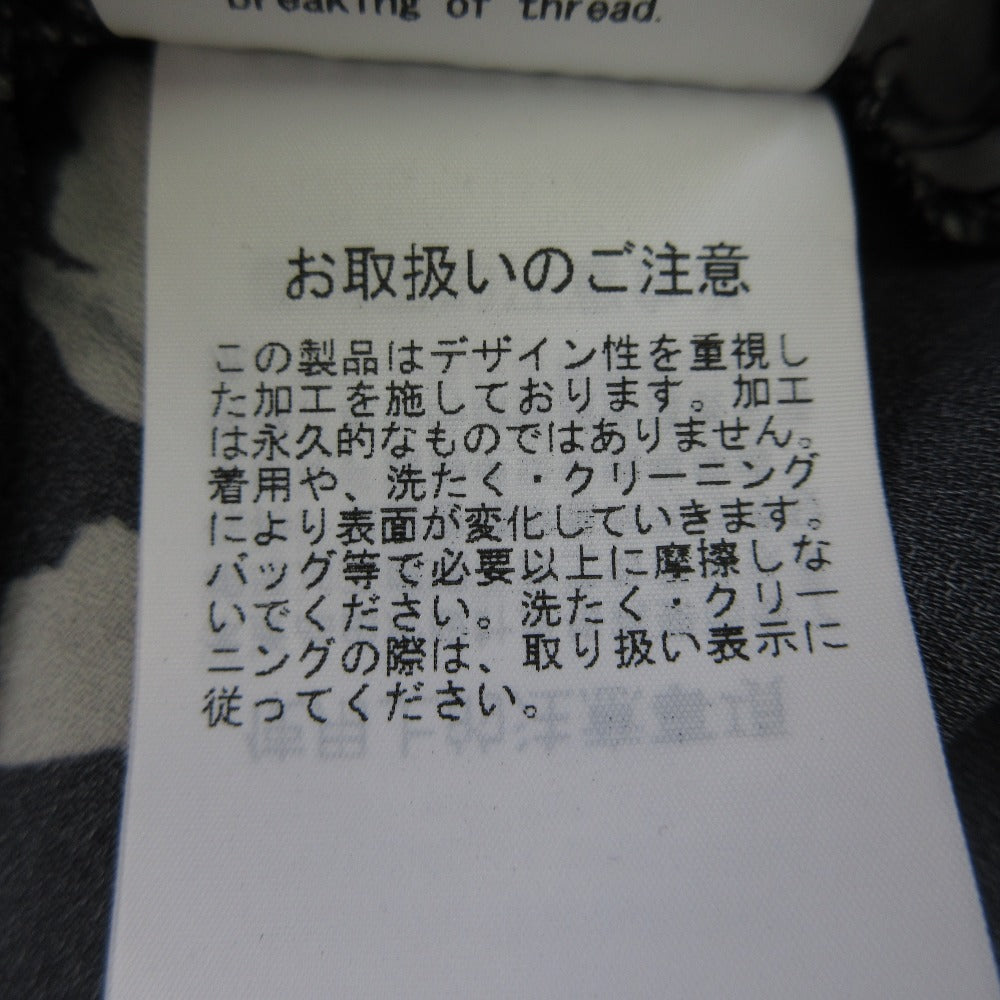 breaking of thread.
お取扱いのご注意
この製品はデザイン性を重視し
た加工を施しております。加工
は永久的なものではありません。
着用や、洗たく・クリーニング
により表面が変化していきます。
バッグ等で必要以上に摩擦しな
いでください。洗たく・クリー
ニングの際は、取り扱い表示に
従ってください。